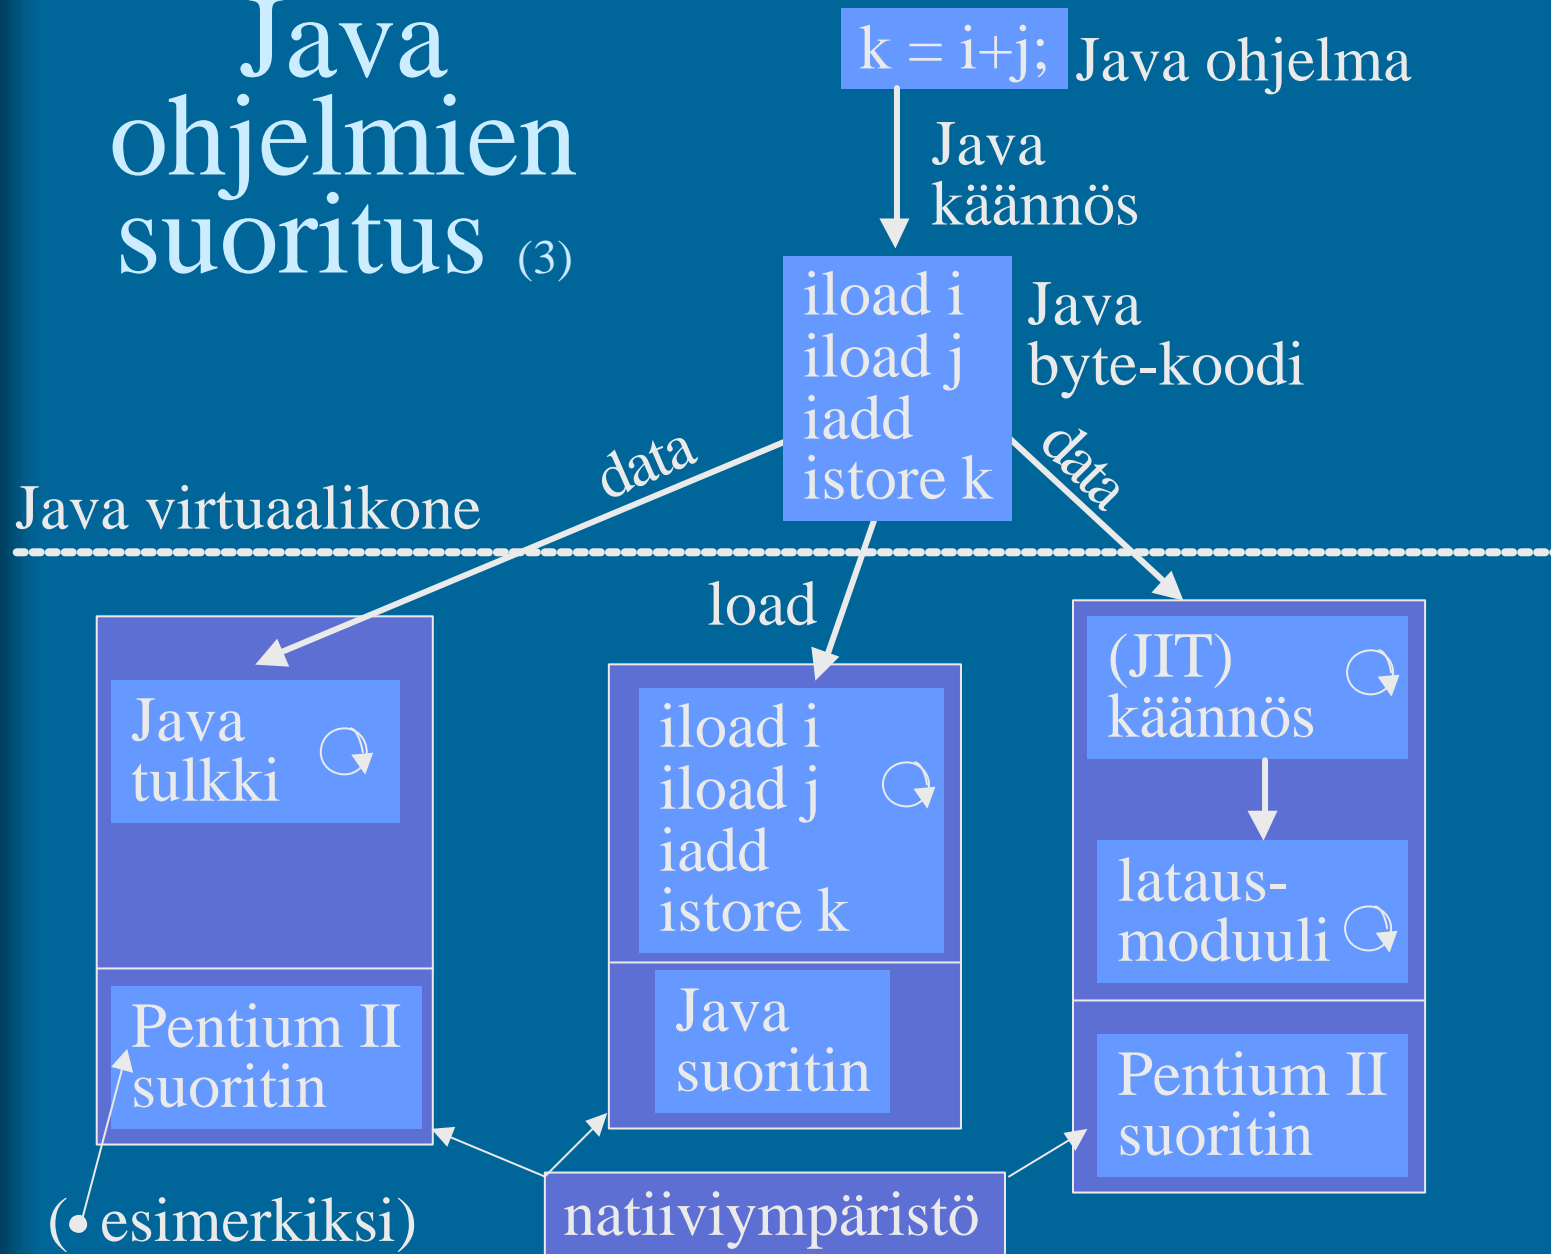 Java
ohjelmien
suoritus (3)
k = i+j;
Java ohjelma
Java
käännös
iload i
iload j
iadd
istore k
Java
byte-koodi
data
data
Java virtuaalikone
load
Java
tulkki
Pentium II
suoritin
iload i
iload j
iadd
istore k
Java
suoritin
(JIT)
käännös
lataus-
moduuli
Pentium II
suoritin
(• esimerkiksi)
natiiviympäristö